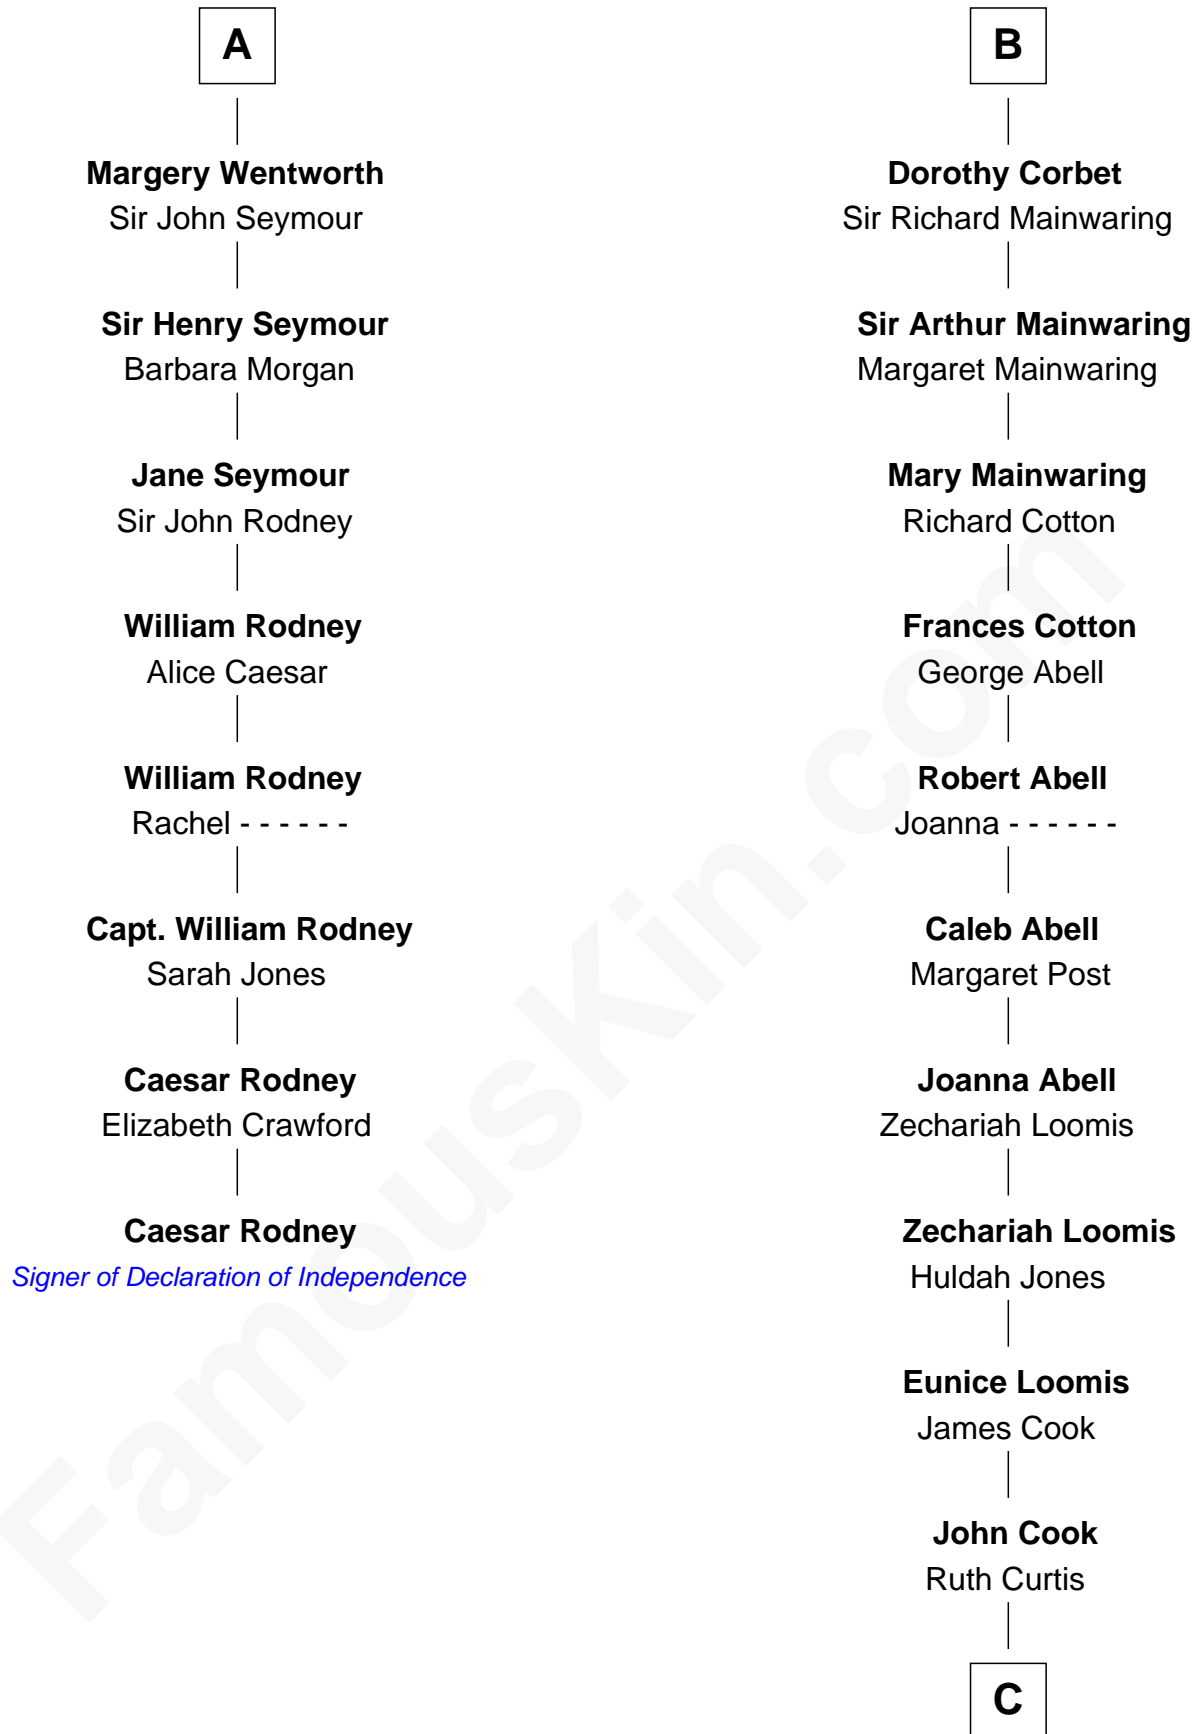 A
Margery Wentworth
Sir John Seymour
Sir Henry Seymour
Barbara Morgan
Jane Seymour
Sir John Rodney
William Rodney
Alice Caesar
William Rodney
Rachel - - - - - -
Capt. William Rodney
Sarah Jones
Caesar Rodney
Elizabeth Crawford
Caesar Rodney
Signer of Declaration of Independence
B
Dorothy Corbet
Sir Richard Mainwaring
Sir Arthur Mainwaring
Margaret Mainwaring
Mary Mainwaring
Richard Cotton
Frances Cotton
George Abell
Robert Abell
Joanna - - - - - -
Caleb Abell
Margaret Post
Joanna Abell
Zechariah Loomis
Zechariah Loomis
Huldah Jones
Eunice Loomis
James Cook
John Cook
Ruth Curtis
C
FamousKin.com